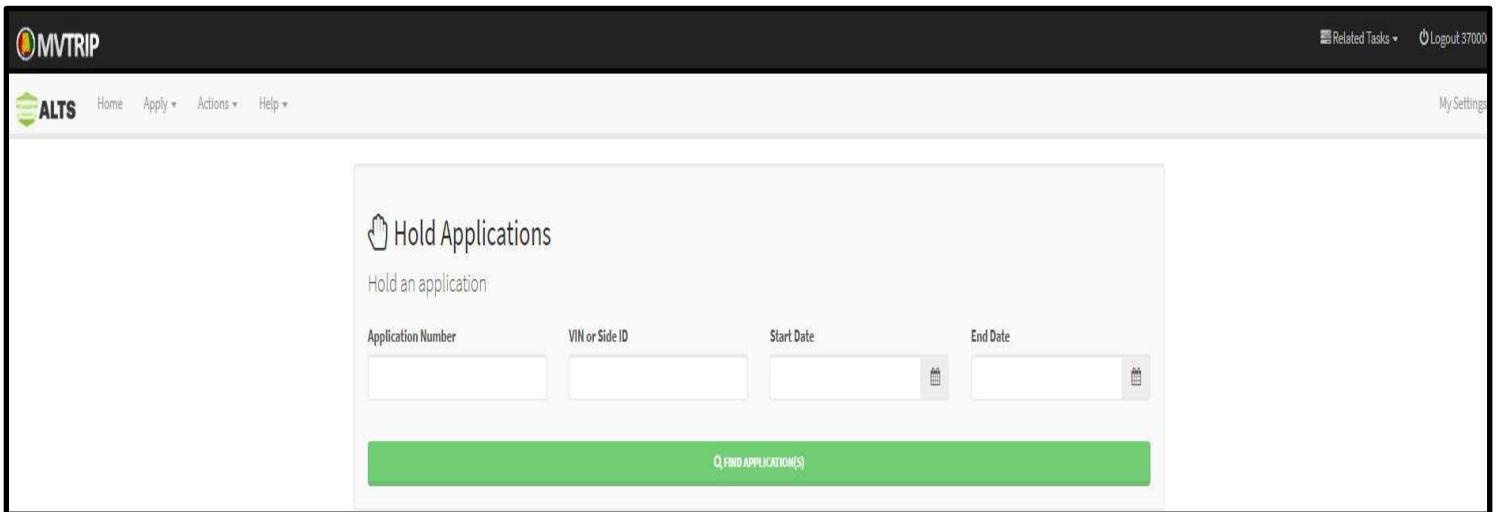 MVTRIP
Related Tasks
Logout 37000
ALTS Home Apply Actions Help
My Settings
Hold Applications
Hold an application
Application Number VIN or Side ID Start Date End Date
FIND APPLICATION(S)